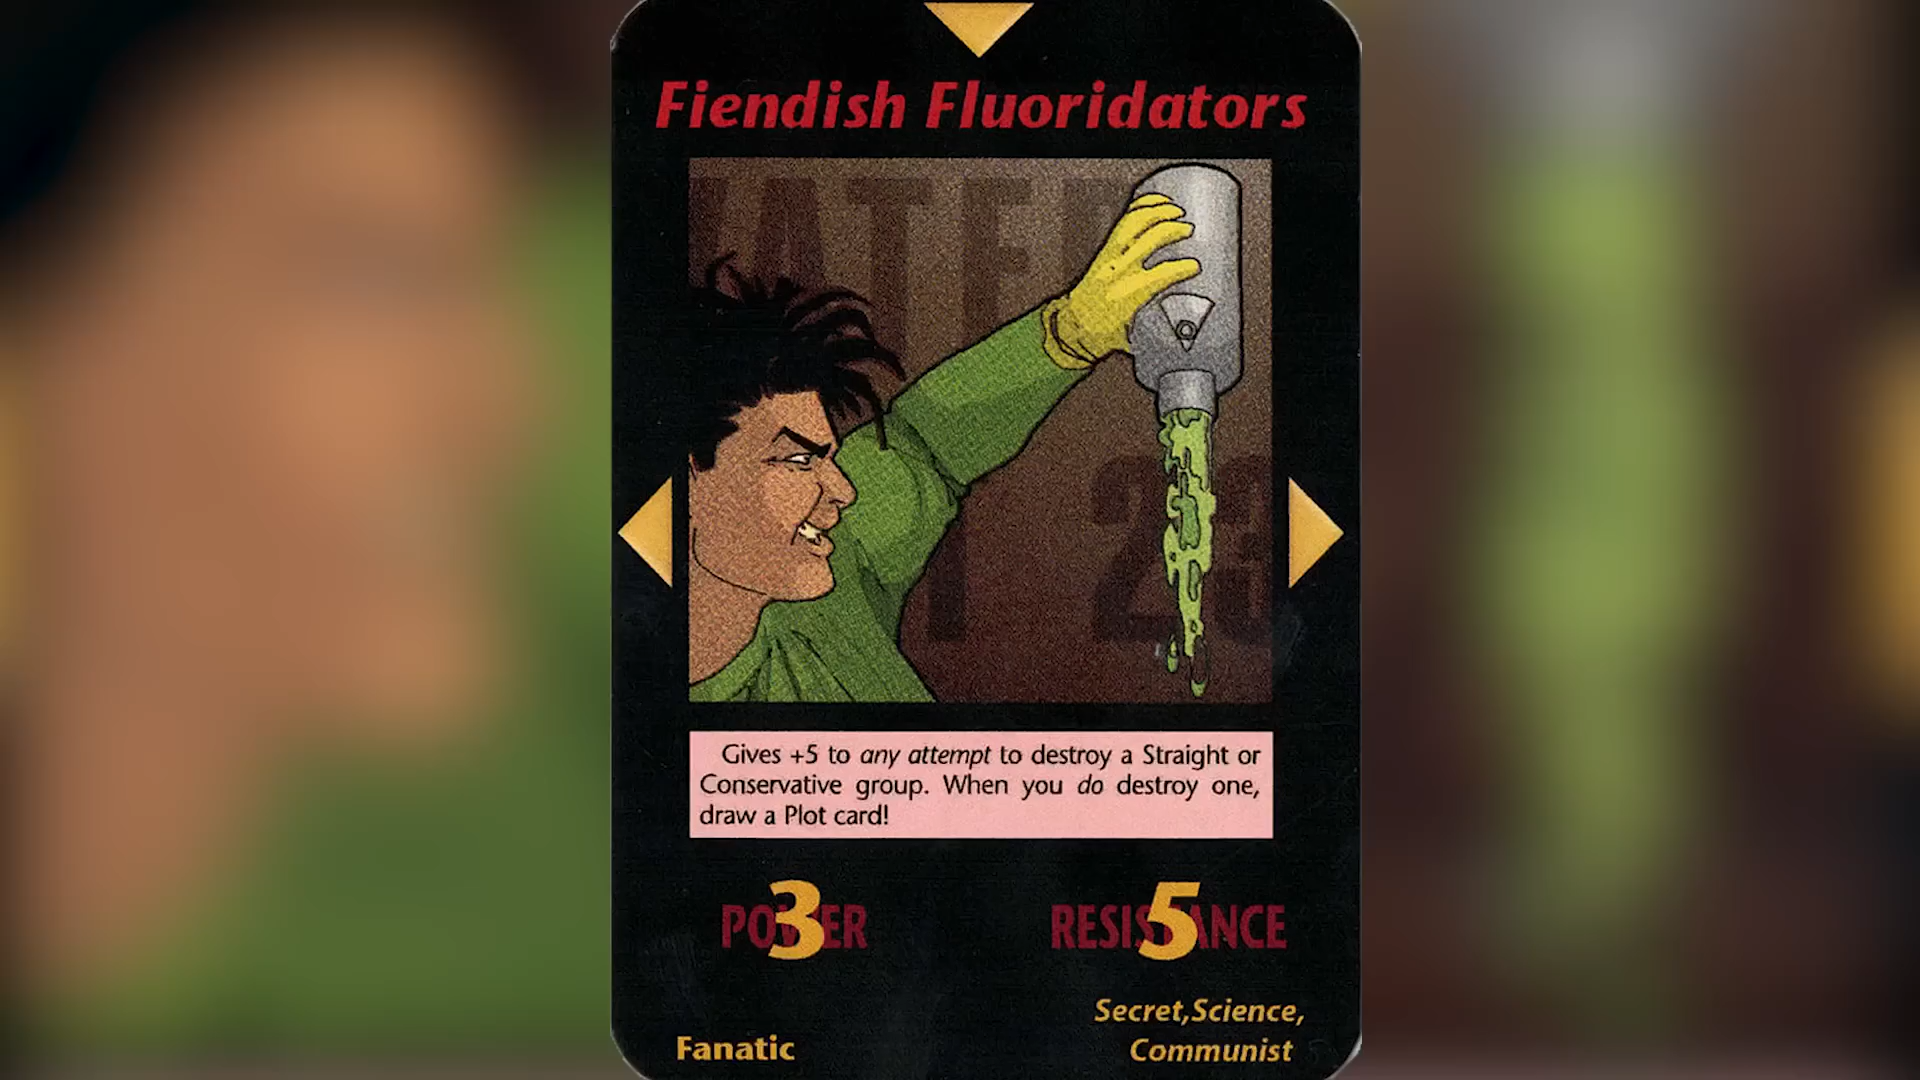 Fiendish Fluoridators
WATER
Gives +5 to any attempt to destroy a Straight or
Conservative group. When you do destroy one,
draw a Plot card!
POWER 3
RESISTANCE 5
Secret,Science,
Fanatic
Communist